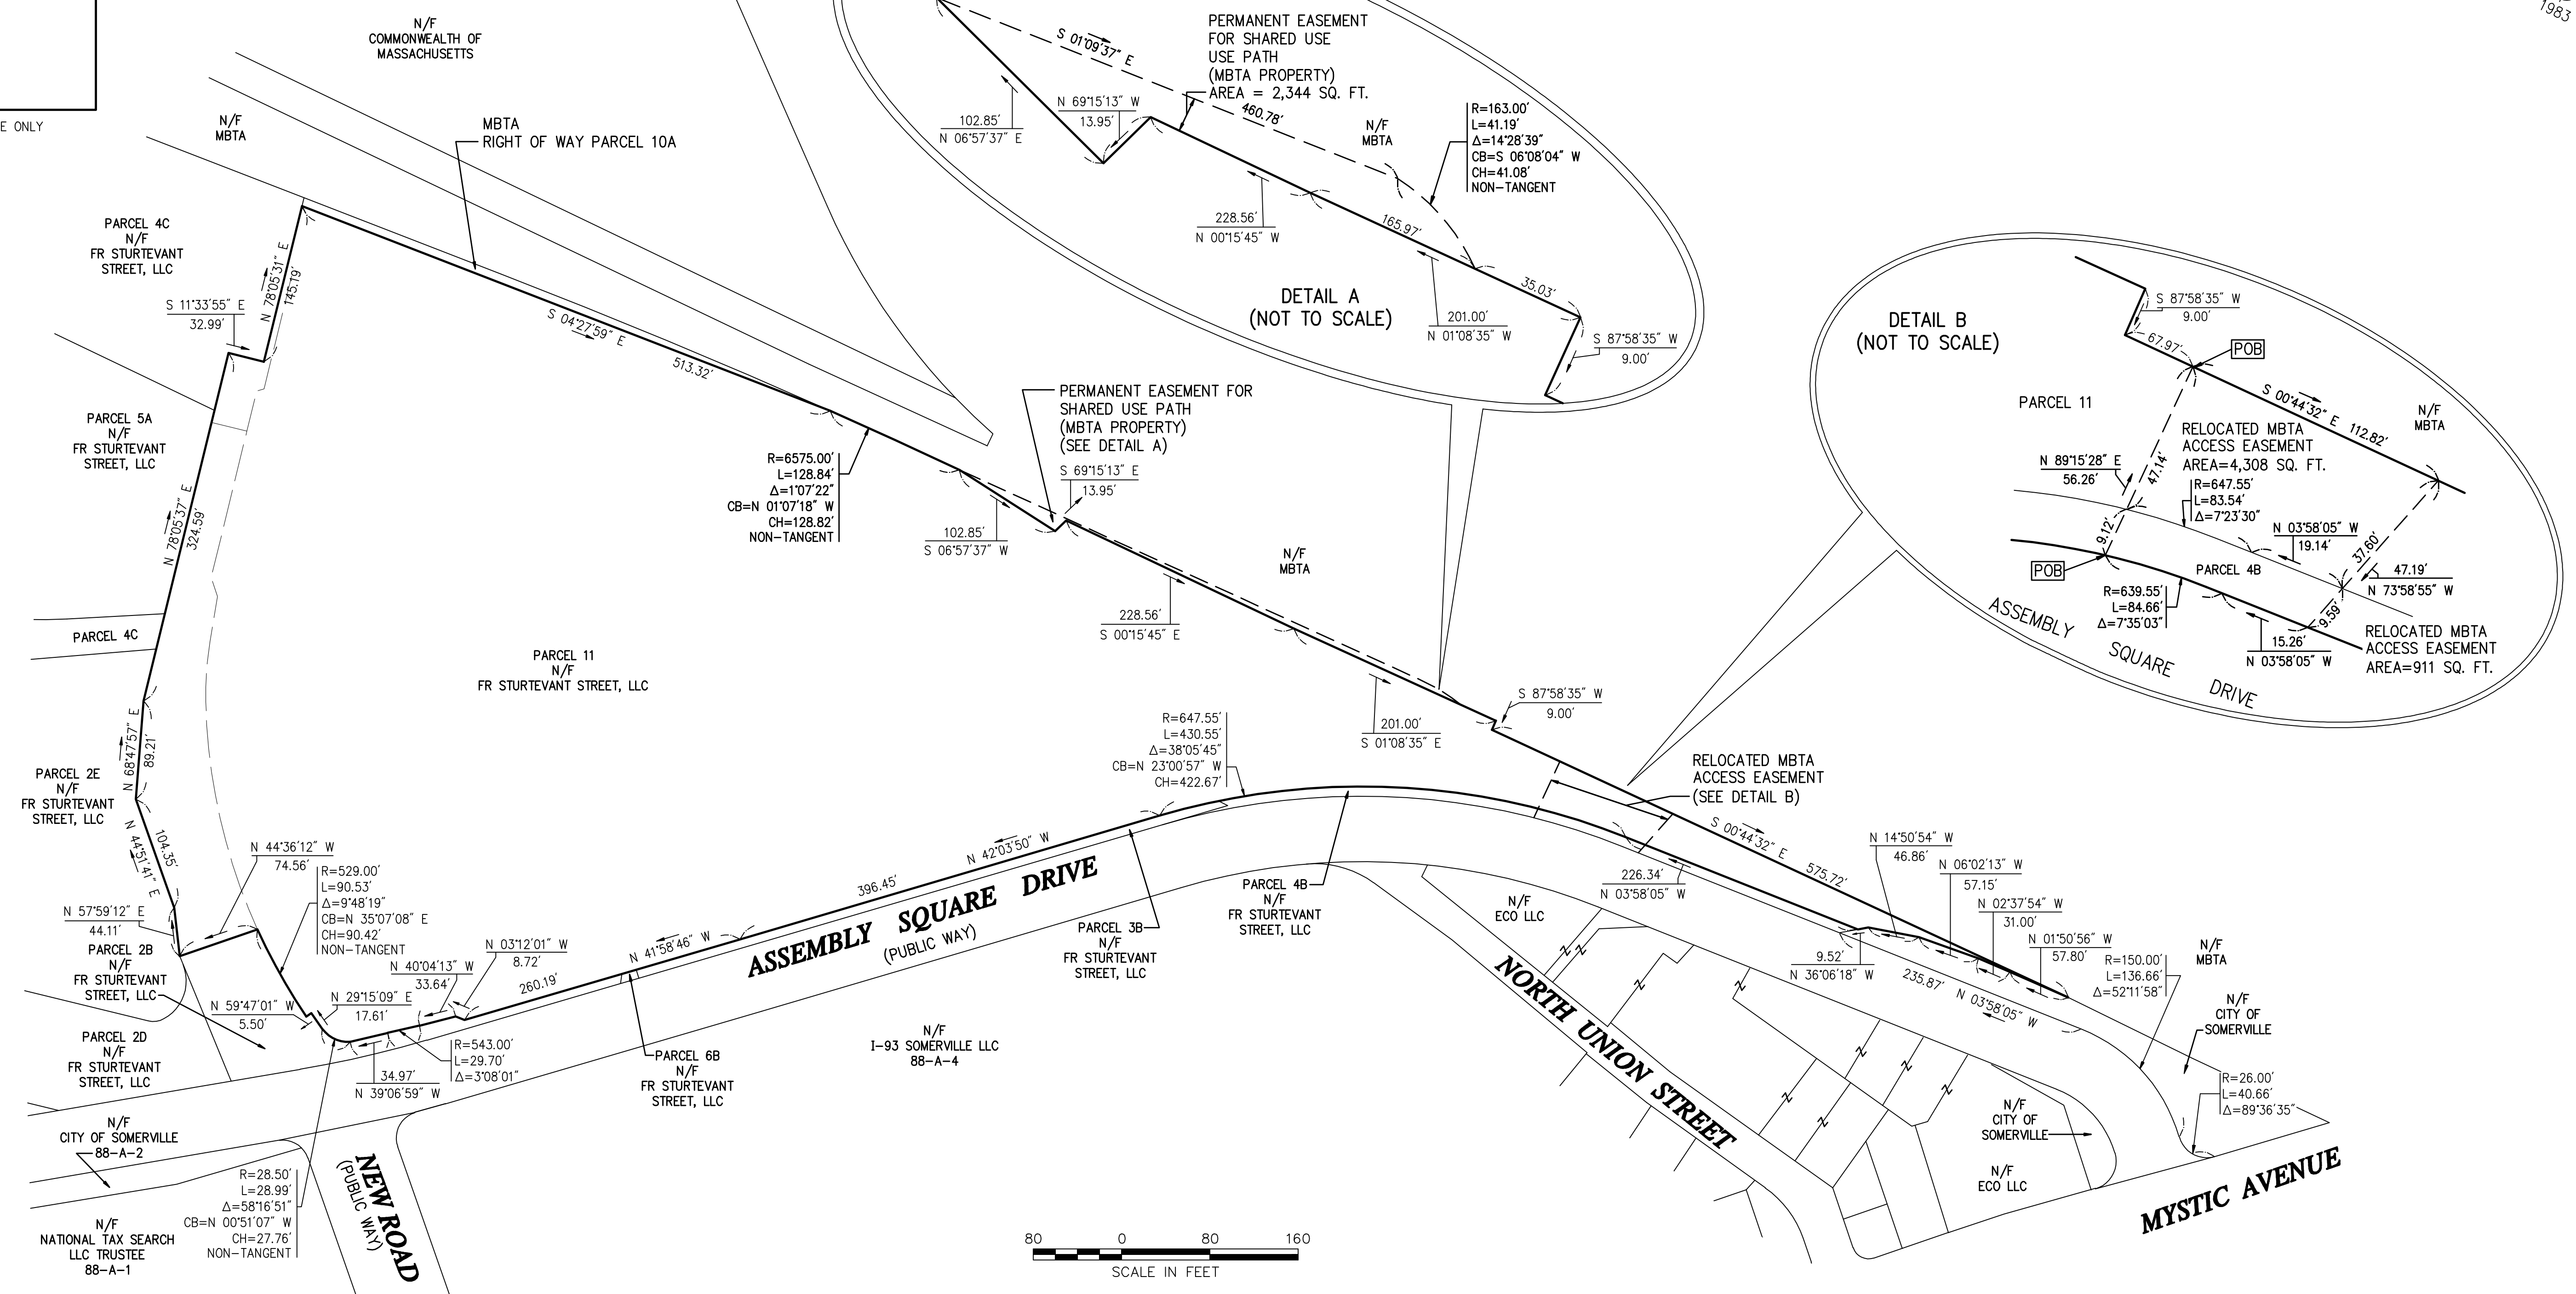 1983
E ONLY
N/F
COMMONWEALTH OF
MASSACHUSETTS
N/F
MBTA
MBTA
RIGHT OF WAY PARCEL 10A
PARCEL 4C
N/F
FR STURTEVANT
STREET, LLC
S 11°33'55" E
32.99'
N 78°05'31" E
145.19'
S 04°27'59" E
513.32'
PARCEL 5A
N/F
FR STURTEVANT
STREET, LLC
N 78°05'37" E
324.59'
PARCEL 4C
PARCEL 11
N/F
FR STURTEVANT STREET, LLC
N 68°47'57" E
89.21'
PARCEL 2E
N/F
FR STURTEVANT
STREET, LLC
N 44°51'41" E
104.35'
N 57°59'12" E
44.11'
PARCEL 2B
N/F
FR STURTEVANT
STREET, LLC
N 44°36'12" W
74.56'
R=529.00'
L=90.53'
Δ=9°48'19"
CB=N 35°07'08" E
CH=90.42'
NON-TANGENT
N 59°47'01" W
5.50'
N 29°15'09" E
17.61'
N 40°04'13" W
33.64'
N 03°12'01" W
8.72'
PARCEL 2D
N/F
FR STURTEVANT
STREET, LLC
34.97'
N 39°06'59" W
R=543.00'
L=29.70'
Δ=3°08'01"
N/F
CITY OF SOMERVILLE
88-A-2
R=28.50'
L=28.99'
Δ=58°16'51"
CB=N 00°51'07" W
CH=27.76'
NON-TANGENT
N/F
NATIONAL TAX SEARCH
LLC TRUSTEE
88-A-1
NEW ROAD
(PUBLIC WAY)
260.19'
N 41°58'46" W
PARCEL 6B
N/F
FR STURTEVANT
STREET, LLC
396.45'
N 42°03'50" W
ASSEMBLY SQUARE DRIVE
(PUBLIC WAY)
N/F
I-93 SOMERVILLE LLC
88-A-4
PARCEL 3B
N/F
FR STURTEVANT
STREET, LLC
PARCEL 4B
N/F
FR STURTEVANT
STREET, LLC
R=647.55'
L=430.55'
Δ=38°05'45"
CB=N 23°00'57" W
CH=422.67'
R=6575.00'
L=128.84'
Δ=1°07'22"
CB=N 01°07'18" W
CH=128.82'
NON-TANGENT
102.85'
S 06°57'37" W
PERMANENT EASEMENT FOR
SHARED USE PATH
(MBTA PROPERTY)
(SEE DETAIL A)
S 69°15'13" E
13.95'
228.56'
S 00°15'45" E
N/F
MBTA
201.00'
S 01°08'35" E
S 87°58'35" W
9.00'
RELOCATED MBTA
ACCESS EASEMENT
(SEE DETAIL B)
S 00°44'32" E
575.72'
226.34'
N 03°58'05" W
N/F
ECO LLC
N 14°50'54" W
46.86'
N 06°02'13" W
57.15'
N 02°37'54" W
31.00'
N 01°50'56" W
57.80'
9.52'
N 36°06'18" W
235.87'
N 03°58'05" W
R=150.00'
L=136.66'
Δ=52°11'58"
N/F
MBTA
N/F
CITY OF
SOMERVILLE
R=26.00'
L=40.66'
Δ=89°36'35"
N/F
CITY OF
SOMERVILLE
N/F
ECO LLC
NORTH UNION STREET
MYSTIC AVENUE
Z
Z
Z
Z
Z
Z
Z
Z
Z
80 0 80 160
SCALE IN FEET
S 01°09'37" E
460.78'
PERMANENT EASEMENT
FOR SHARED USE
USE PATH
(MBTA PROPERTY)
AREA = 2,344 SQ. FT.
102.85'
N 06°57'37" E
N 69°15'13" W
13.95'
N/F
MBTA
R=163.00'
L=41.19'
Δ=14°28'39"
CB=S 06°08'04" W
CH=41.08'
NON-TANGENT
228.56'
N 00°15'45" W
165.97'
35.03'
201.00'
N 01°08'35" W
S 87°58'35" W
9.00'
DETAIL A
(NOT TO SCALE)
DETAIL B
(NOT TO SCALE)
S 87°58'35" W
9.00'
67.97'
POB
S 00°44'32" E 112.82'
N/F
MBTA
PARCEL 11
RELOCATED MBTA
ACCESS EASEMENT
AREA=4,308 SQ. FT.
N 89°15'28" E
56.26'
47.14'
R=647.55'
L=83.54'
Δ=7°23'30"
9.12'
N 03°58'05" W
19.14'
37.60'
47.19'
N 73°58'55" W
POB
PARCEL 4B
R=639.55'
L=84.66'
Δ=7°35'03"
9.59'
15.26'
N 03°58'05" W
RELOCATED MBTA
ACCESS EASEMENT
AREA=911 SQ. FT.
ASSEMBLY SQUARE DRIVE